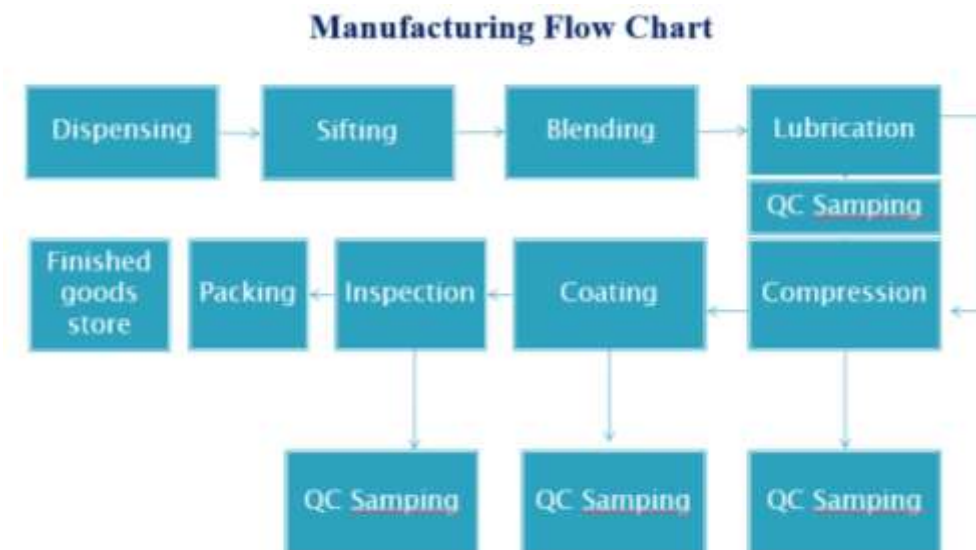 Manufacturing Flow Chart
Dispensing
Sifting
Blending
Lubrication
QC Samping
Finished
goods
store
Packing
Inspection
Coating
Compression
QC Samping
QC Samping
QC Samping